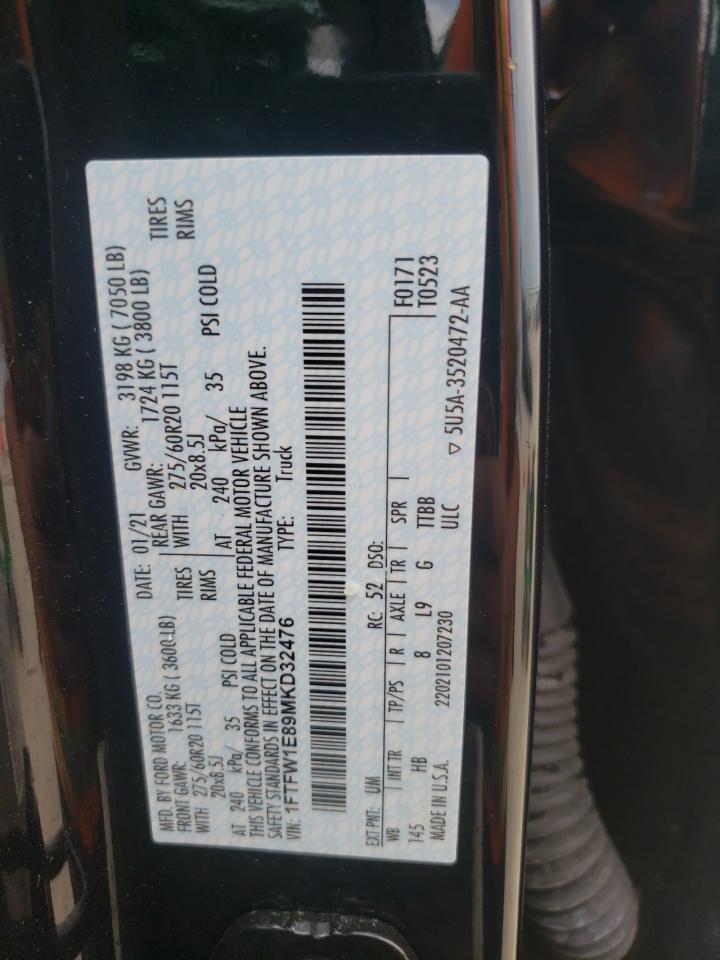 MFD. BY FORD MOTOR CO. DATE: 01/21 GVWR: 3198 KG ( 7050 LB)
FRONT GAWR: 1633 KG ( 3600 LB) REAR GAWR: 1724 KG ( 3800 LB)
WITH 275/60R20 115T TIRES WITH 275/60R20 115T TIRES
20x8.5J RIMS 20x8.5J RIMS
AT 240 kPa/ 35 PSI COLD AT 240 kPa/ 35 PSI COLD
THIS VEHICLE CONFORMS TO ALL APPLICABLE FEDERAL MOTOR VEHICLE
SAFETY STANDARDS IN EFFECT ON THE DATE OF MANUFACTURE SHOWN ABOVE.
VIN: 1FTFW1E89MKD32476 TYPE: Truck
EXT PNT: UM RC: 52 DSO: F0171
WB INT TR TP/PS R AXLE TR SPR T0523
145 HB 8 L9 G TTBB
MADE IN U.S.A. 2202101207230 ULC ▽ 5U5A-3520472-AA